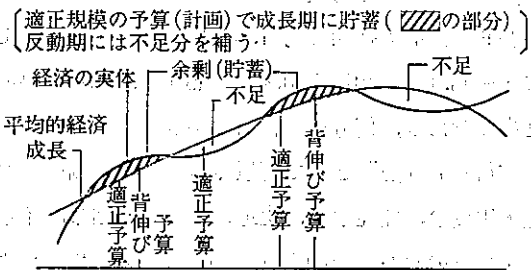 適正規模の予算(計画)で成長期に貯蓄(の部分)
反動期には不足分を補う
余剰(貯蓄)
経済の実体
不足
不足
平均的経済
成長
適正予算
背伸び
予算
適正予算
適正予算
背伸び予算